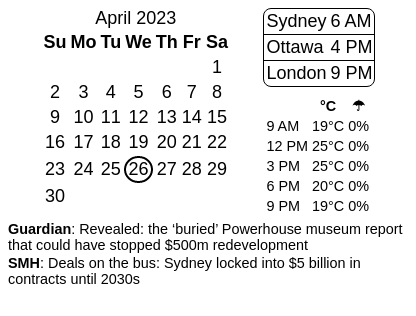 April 2023
Su Mo Tu We Th Fr Sa
1
2 3 4 5 6 7 8
9 10 11 12 13 14 15
16 17 18 19 20 21 22
23 24 25 26 27 28 29
30
Sydney 6 AM
Ottawa 4 PM
London 9 PM
°C ☂
9 AM 19°C 0%
12 PM 25°C 0%
3 PM 25°C 0%
6 PM 20°C 0%
9 PM 19°C 0%
Guardian: Revealed: the ‘buried’ Powerhouse museum report
that could have stopped $500m redevelopment
SMH: Deals on the bus: Sydney locked into $5 billion in
contracts until 2030s